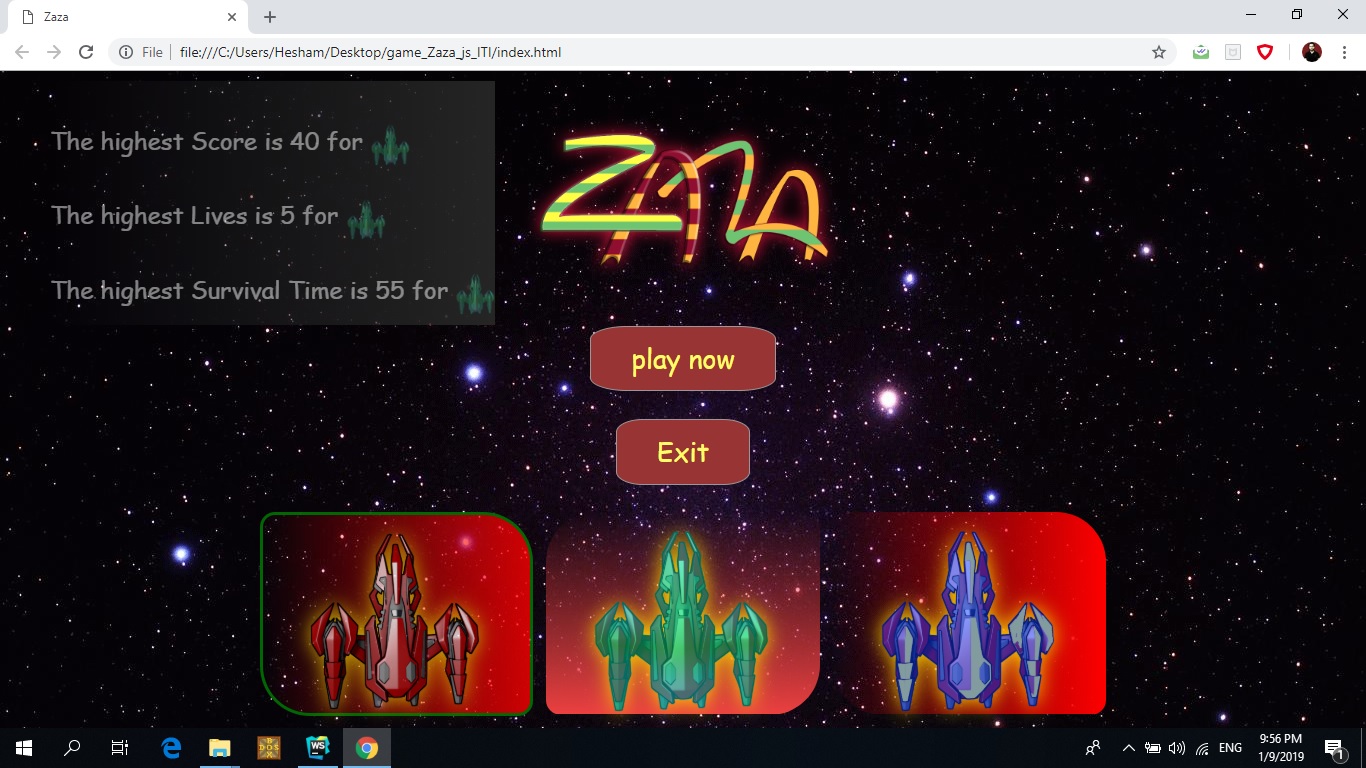 Zaza
File
file:///C:/Users/Hesham/Desktop/game_Zaza_js_ITI/index.html
The highest Score is 40 for
The highest Lives is 5 for
The highest Survival Time is 55 for
ZAZA
play now
Exit
DOS
WS
ENG
9:56 PM
1/9/2019
1